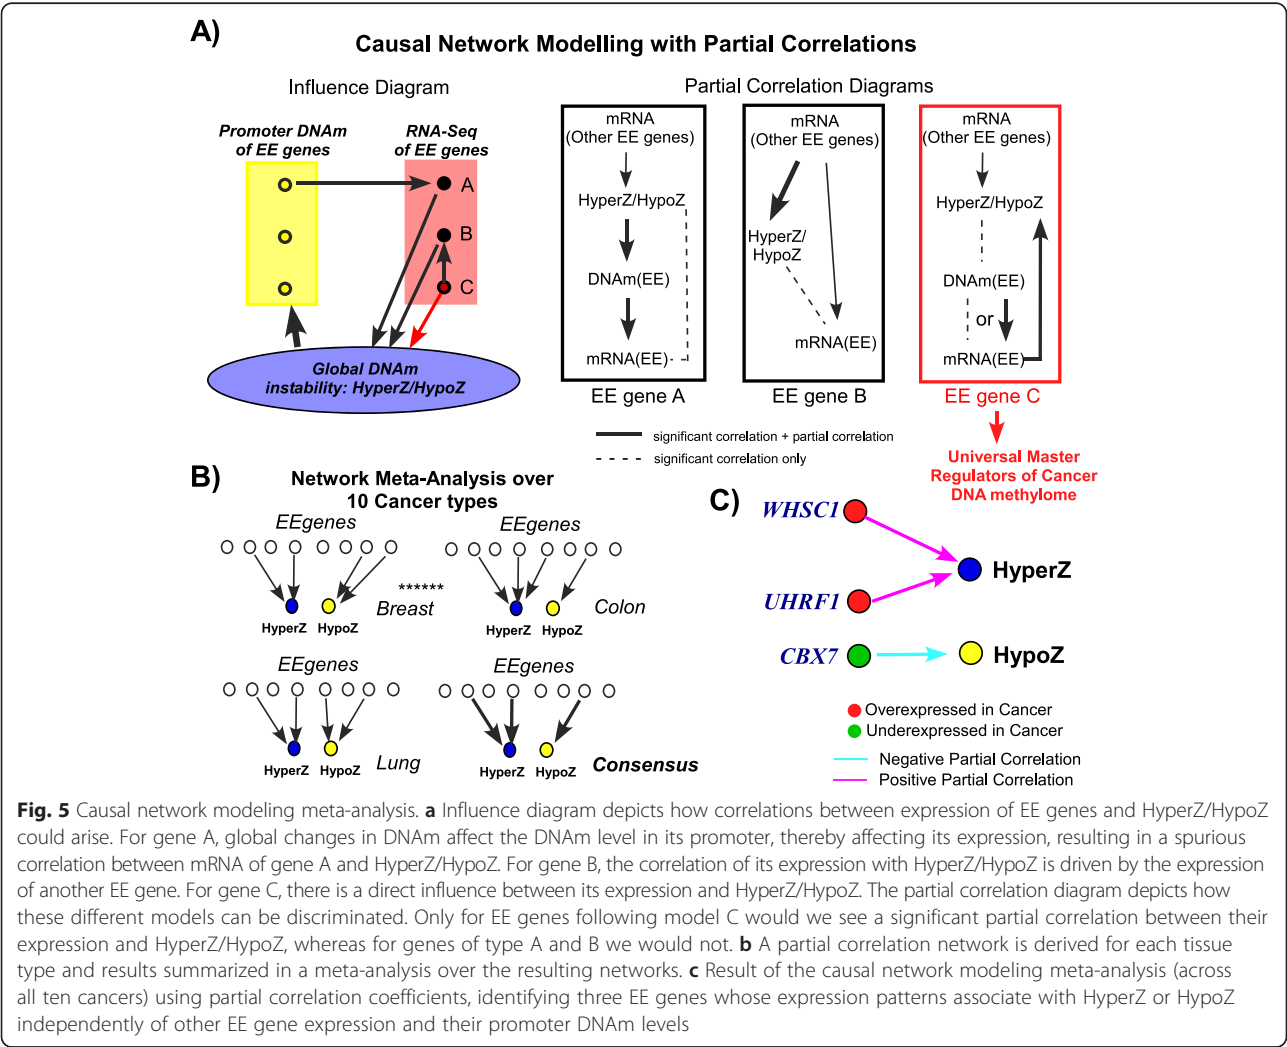 A)
Causal Network Modelling with Partial Correlations
Influence Diagram
Promoter DNAm
of EE genes
RNA-Seq
of EE genes
A
B
C
Global DNAm
instability: HyperZ/HypoZ
Partial Correlation Diagrams
mRNA
(Other EE genes)
HyperZ/HypoZ
DNAm(EE)
mRNA(EE)
EE gene A
mRNA
(Other EE genes)
HyperZ/
HypoZ
mRNA(EE)
EE gene B
mRNA
(Other EE genes)
HyperZ/HypoZ
DNAm(EE)
or
mRNA(EE)
EE gene C
Universal Master
Regulators of Cancer
DNA methylome
significant correlation + partial correlation
significant correlation only
B)
Network Meta-Analysis over
10 Cancer types
EEgenes
******
Breast
HyperZ HypoZ
EEgenes
Colon
HyperZ HypoZ
EEgenes
Lung
HyperZ HypoZ
EEgenes
Consensus
HyperZ HypoZ
C)
WHSC1
HyperZ
UHRF1
CBX7
HypoZ
Overexpressed in Cancer
Underexpressed in Cancer
Negative Partial Correlation
Positive Partial Correlation
Fig. 5 Causal network modeling meta-analysis. a Influence diagram depicts how correlations between expression of EE genes and HyperZ/HypoZ
could arise. For gene A, global changes in DNAm affect the DNAm level in its promoter, thereby affecting its expression, resulting in a spurious
correlation between mRNA of gene A and HyperZ/HypoZ. For gene B, the correlation of its expression with HyperZ/HypoZ is driven by the expression
of another EE gene. For gene C, there is a direct influence between its expression and HyperZ/HypoZ. The partial correlation diagram depicts how
these different models can be discriminated. Only for EE genes following model C would we see a significant partial correlation between their
expression and HyperZ/HypoZ, whereas for genes of type A and B we would not. b A partial correlation network is derived for each tissue
type and results summarized in a meta-analysis over the resulting networks. c Result of the causal network modeling meta-analysis (across
all ten cancers) using partial correlation coefficients, identifying three EE genes whose expression patterns associate with HyperZ or HypoZ
independently of other EE gene expression and their promoter DNAm levels